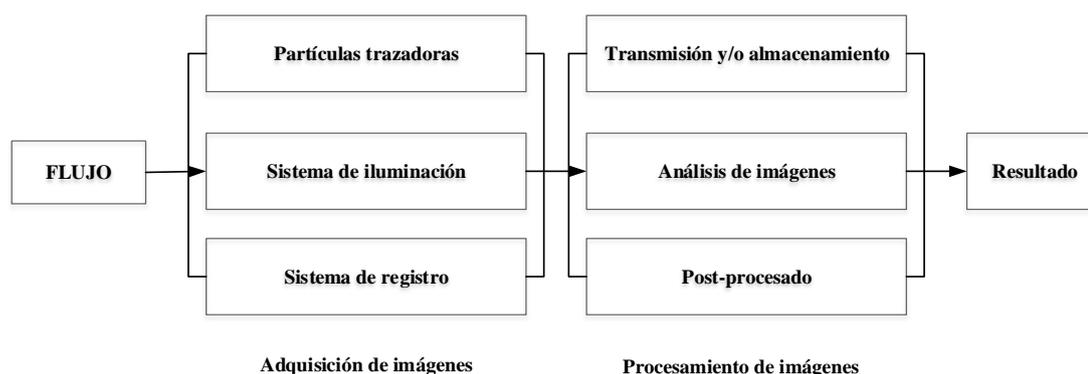 FLUJO
Partículas trazadoras
Sistema de iluminación
Sistema de registro
Adquisición de imágenes
Transmisión y/o almacenamiento
Análisis de imágenes
Post-procesado
Procesamiento de imágenes
Resultado